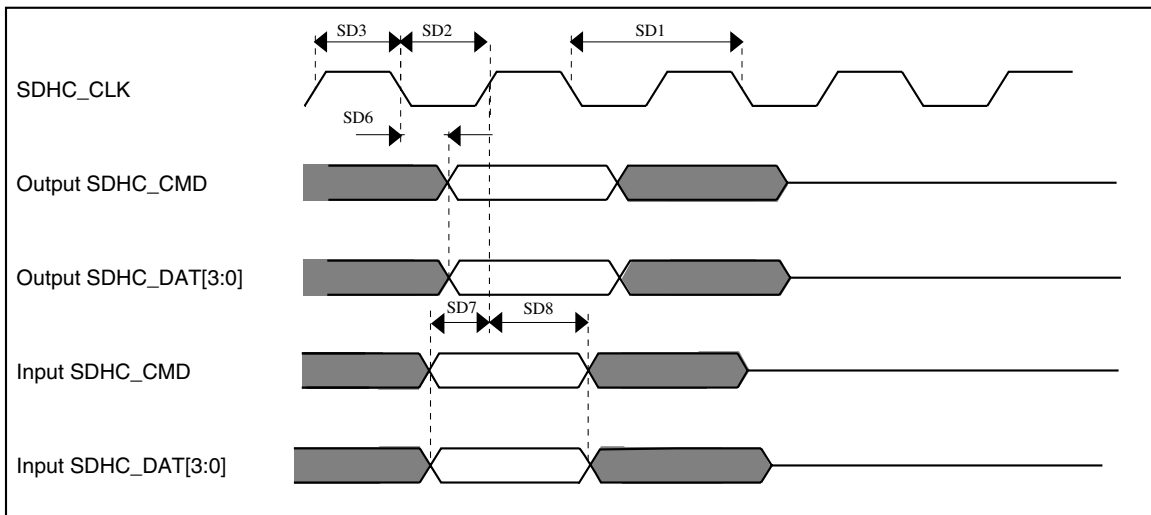 SD3 SD2 SD1
SDHC_CLK
SD6
Output SDHC_CMD
Output SDHC_DAT[3:0]
SD7 SD8
Input SDHC_CMD
Input SDHC_DAT[3:0]